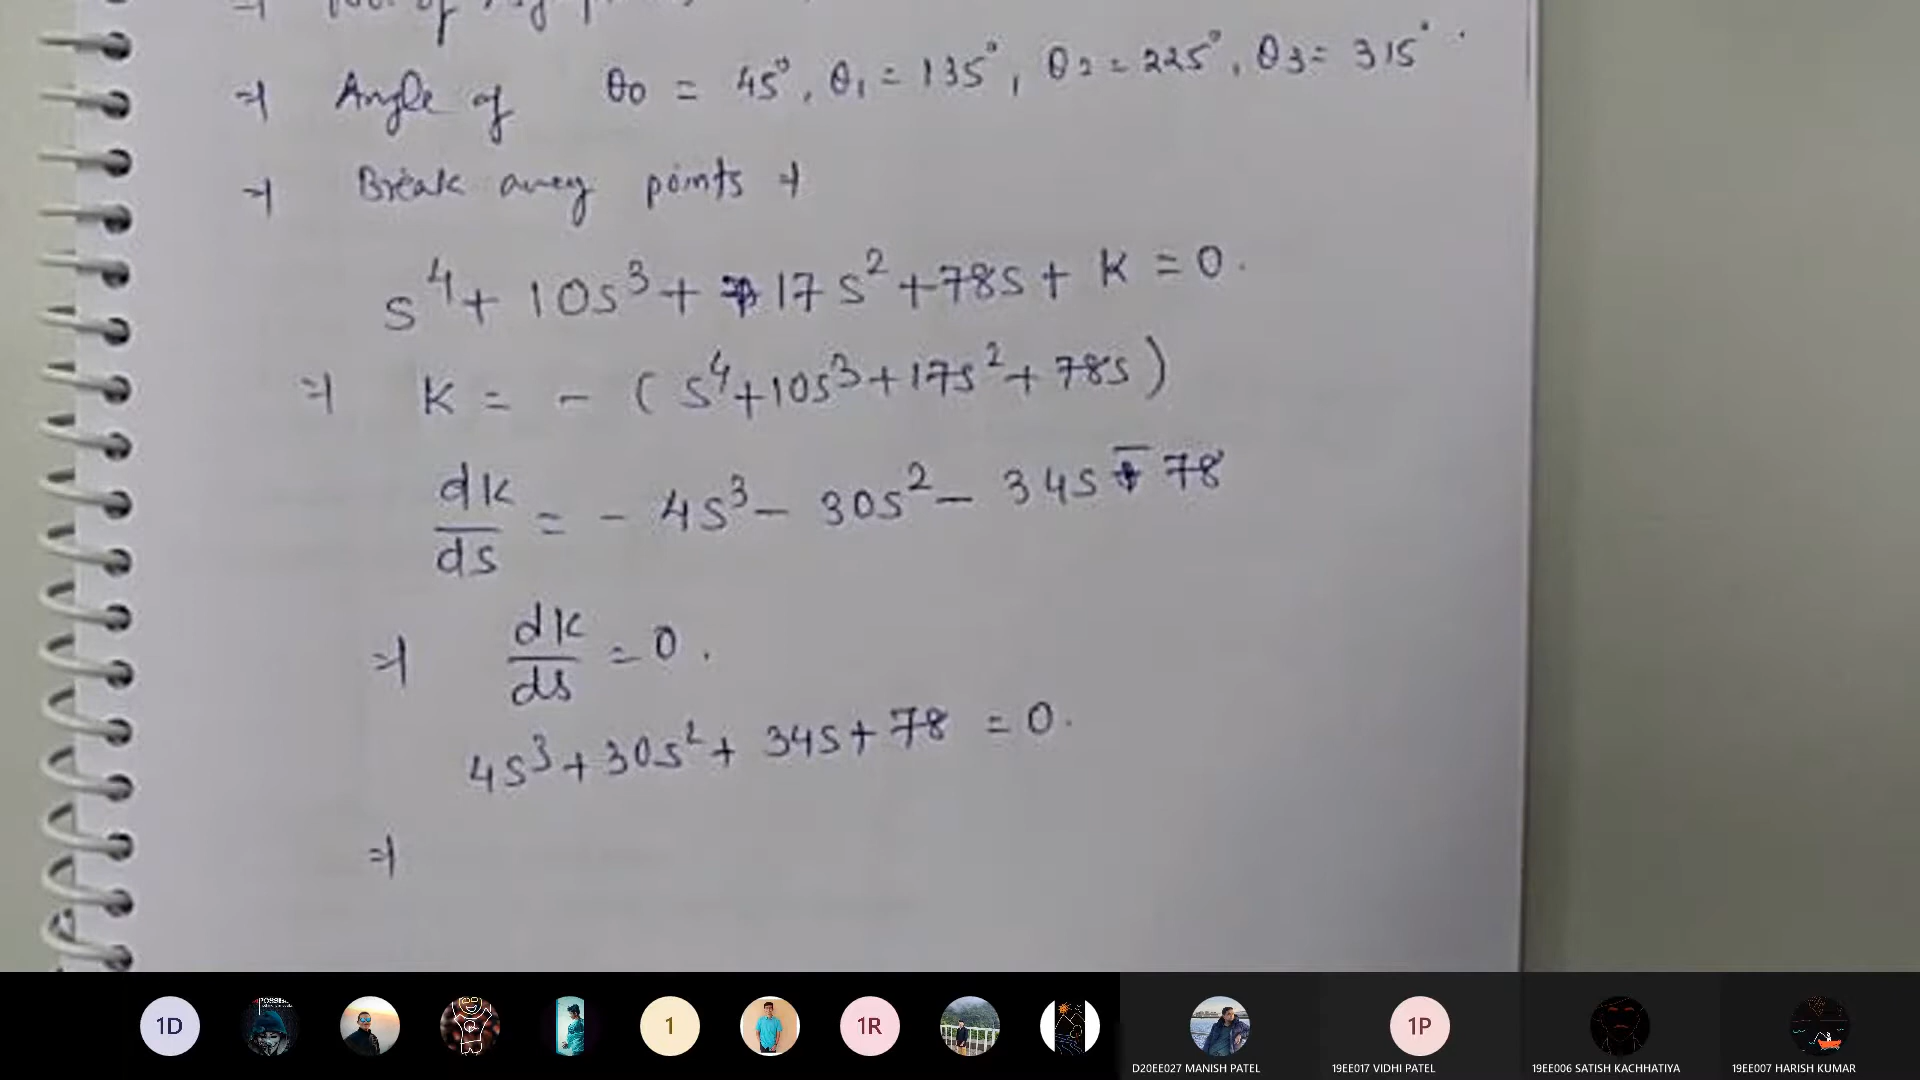 ⇒ Angle of θ0 = 45°, θ1 = 135°, θ2 = 225°, θ3 = 315°.
⇒ Break away points ⇒
s⁴ + 10s³ + 17s² + 78s + k = 0.
⇒ k = - (s⁴+10s³+17s²+78s)
dk/ds = - 4s³ - 30s² - 34s - 78
⇒ dk/ds = 0.
4s³+30s²+ 34s+78 = 0.
⇒
1D
1
1R
1P
D20EE027 MANISH PATEL
19EE017 VIDHI PATEL
19EE006 SATISH KACHHATIYA
19EE007 HARISH KUMAR